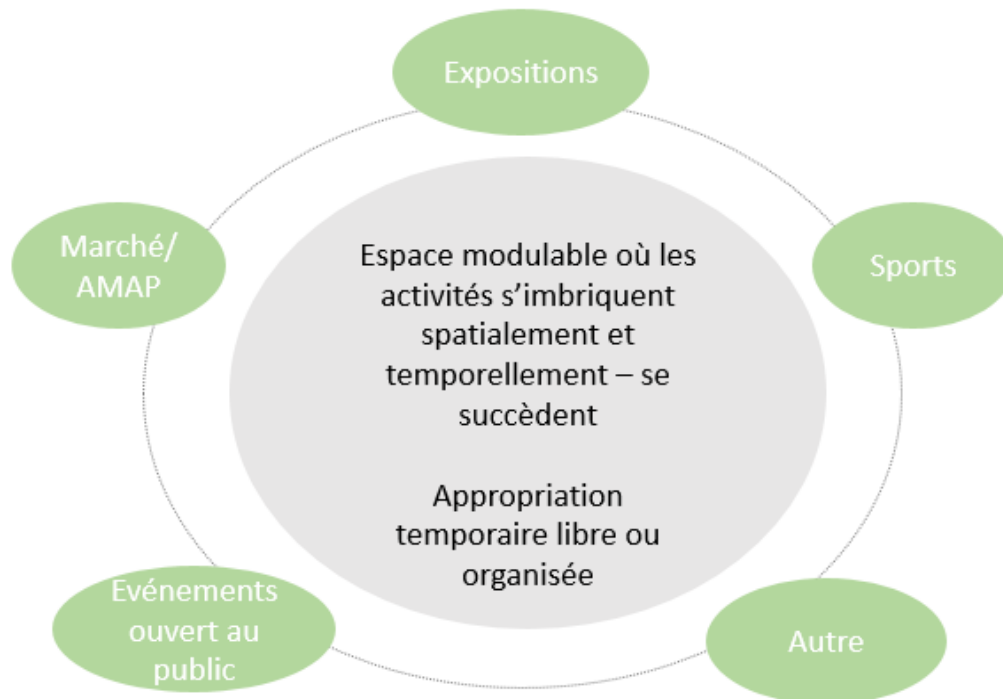 Expositions
Marché/
AMAP
Sports
Espace modulable où les
activités s’imbriquent
spatialement et
temporellement – se
succèdent
Appropriation
temporaire libre ou
organisée
Evénements
ouvert au
public
Autre